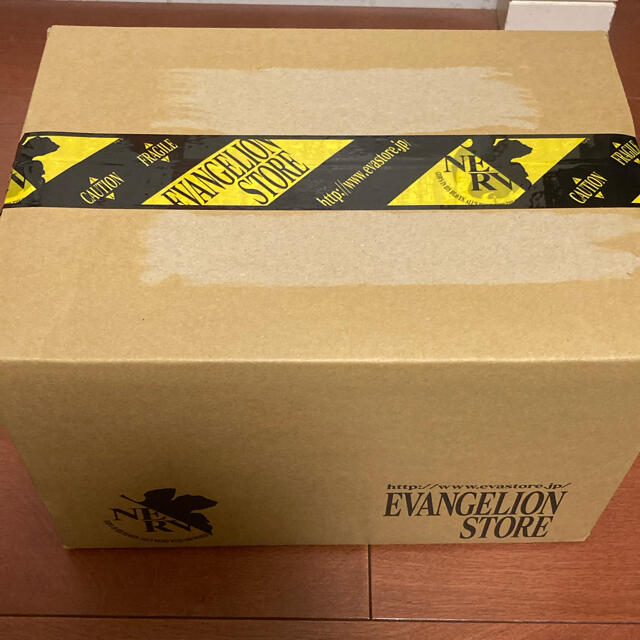 CAUTION
FRAGILE
EVANGELION
STORE
http://www.evastore.jp/
NERV
CAUTION
FRAGILE
http://www.evastore.jp/
EVANGELION
STORE
NERV